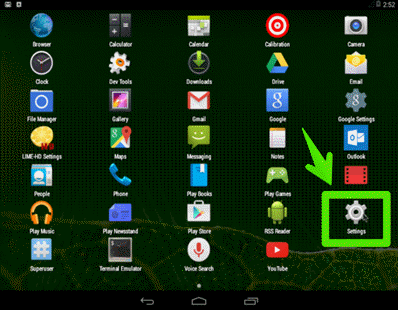 2:52
Browser Calculator Calendar Calibration Camera
Clock Dev Tools Downloads Drive Email
File Manager Gallery Gmail Google Google Settings
LIME-HD Settings Maps Messaging Notes Outlook
People Phone Play Books Play Games
Play Music Play Newsstand Play Store RSS Reader Settings
Superuser Terminal Emulator Voice Search YouTube